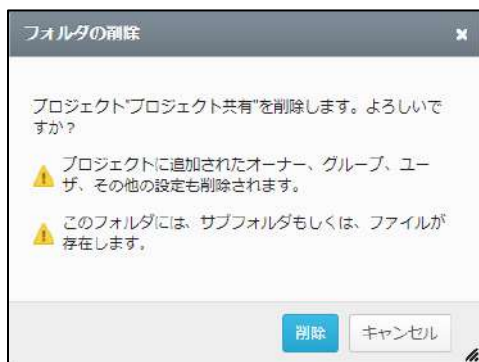 フォルダの削除
プロジェクト"プロジェクト共有"を削除します。よろしいで
すか？
プロジェクトに追加されたオーナー、グループ、ユー
ザ、その他の設定も削除されます。
このフォルダには、サブフォルダもしくは、ファイルが
存在します。
削除
キャンセル